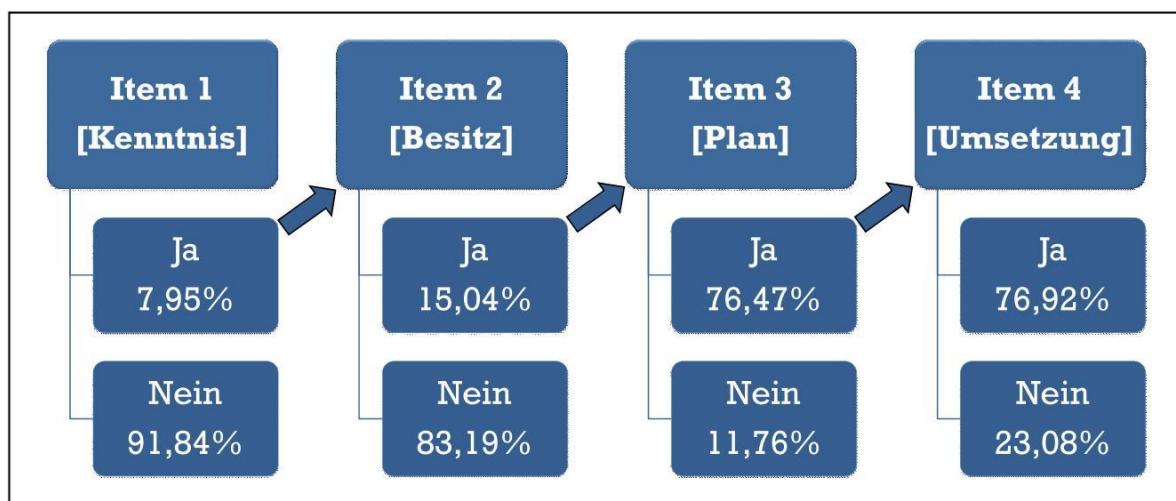 Item 1
[Kenntnis]
Ja
7,95%
Nein
91,84%
Item 2
[Besitz]
Ja
15,04%
Nein
83,19%
Item 3
[Plan]
Ja
76,47%
Nein
11,76%
Item 4
[Umsetzung]
Ja
76,92%
Nein
23,08%